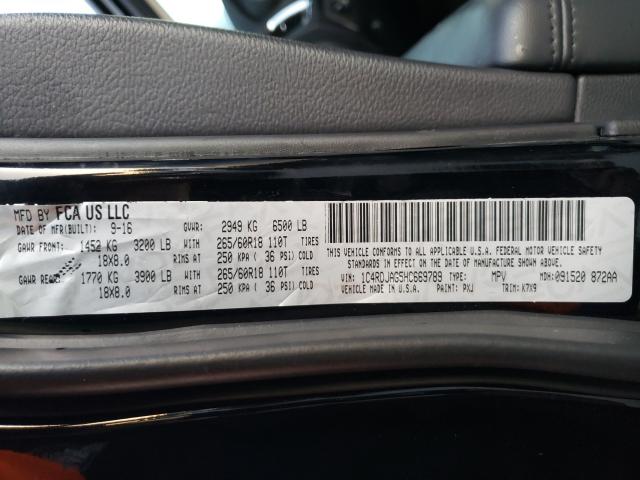 MFD BY FCA US LLC
DATE OF MFR(BUILT): 9-16 GVWR: 2949 KG 6500 LB
GAWR FRONT: 1452 KG 3200 LB WITH 265/60R18 110T TIRES
18X8.0 RIMS AT 250 KPA ( 36 PSI) COLD
GAWR REAR: 1770 KG 3900 LB WITH 265/60R18 110T TIRES
18X8.0 RIMS AT 250 KPA ( 36 PSI) COLD
THIS VEHICLE CONFORMS TO ALL APPLICABLE U.S.A. FEDERAL MOTOR VEHICLE SAFETY
STANDARDS IN EFFECT ON THE DATE OF MANUFACTURE SHOWN ABOVE.
VIN: 1C4RDJAG5HC669789 TYPE: MPV MDH: 091520 872AA
VEHICLE MADE IN U.S.A. PAINT: PXJ TRIM: K7X9